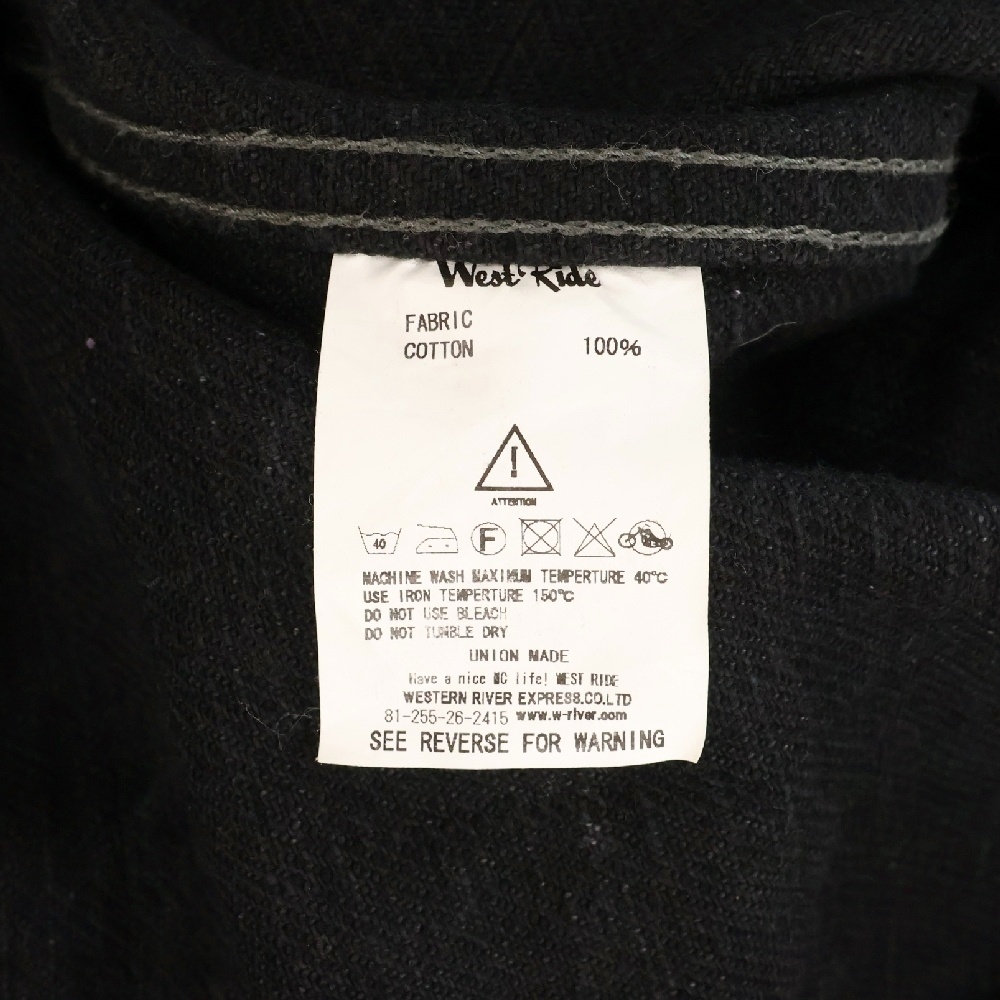 West Ride
FABRIC
COTTON 100%
!
ATTENTION
40 F
MACHINE WASH MAXIMUM TEMPERTURE 40℃
USE IRON TEMPERTURE 150℃
DO NOT USE BLEACH
DO NOT TUMBLE DRY
UNION MADE
Have a nice MC life! WEST RIDE
WESTERN RIVER EXPRESS.CO.LTD
81-255-26-2415 www.w-river.com
SEE REVERSE FOR WARNING